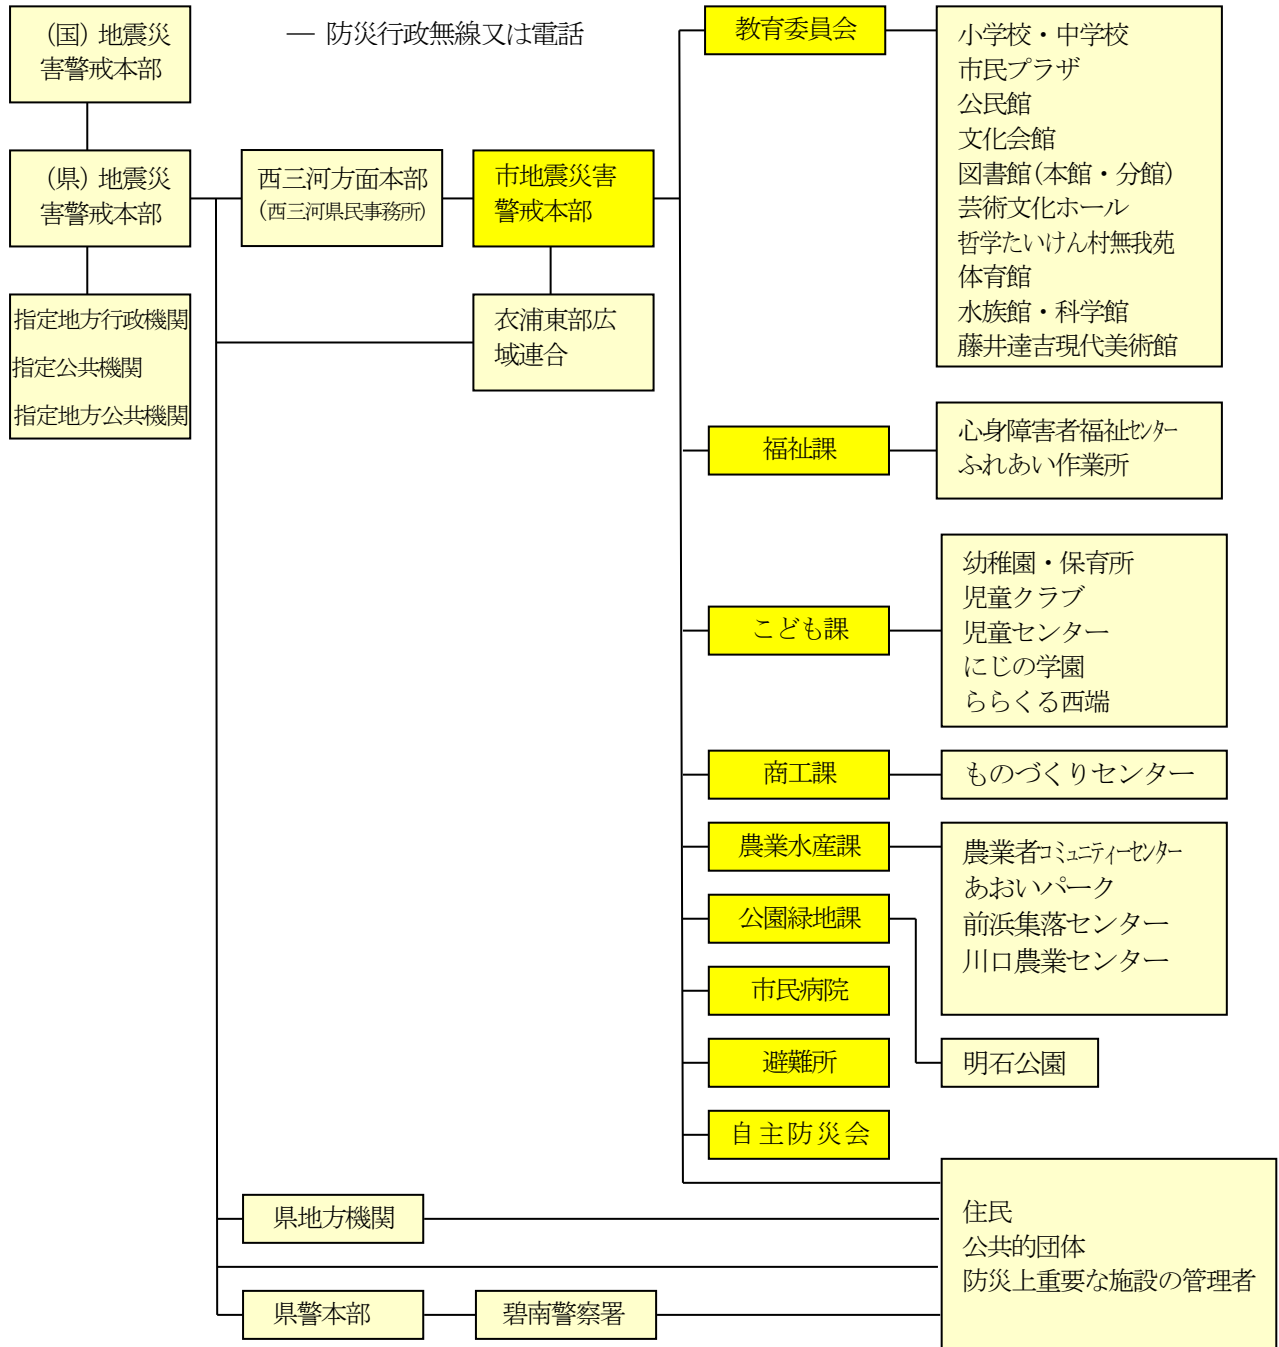 （国）地震災
害警戒本部
― 防災行政無線又は電話
（県）地震災
害警戒本部
西三河方面本部
（西三河県民事務所）
市地震災害
警戒本部
指定地方行政機関
指定公共機関
指定地方公共機関
衣浦東部広
域連合
教育委員会
小学校・中学校
市民プラザ
公民館
文化会館
図書館（本館・分館）
芸術文化ホール
哲学たいけん村無我苑
体育館
水族館・科学館
藤井達吉現代美術館
福祉課
心身障害者福祉センター
ふれあい作業所
こども課
幼稚園・保育所
児童クラブ
児童センター
にじの学園
ららくる西端
商工課
ものづくりセンター
農業水産課
農業者コミュニティーセンター
あおいパーク
前浜集落センター
川口農業センター
公園緑地課
市民病院
避難所
明石公園
自主防災会
県地方機関
住民
公共的団体
防災上重要な施設の管理者
県警本部
碧南警察署